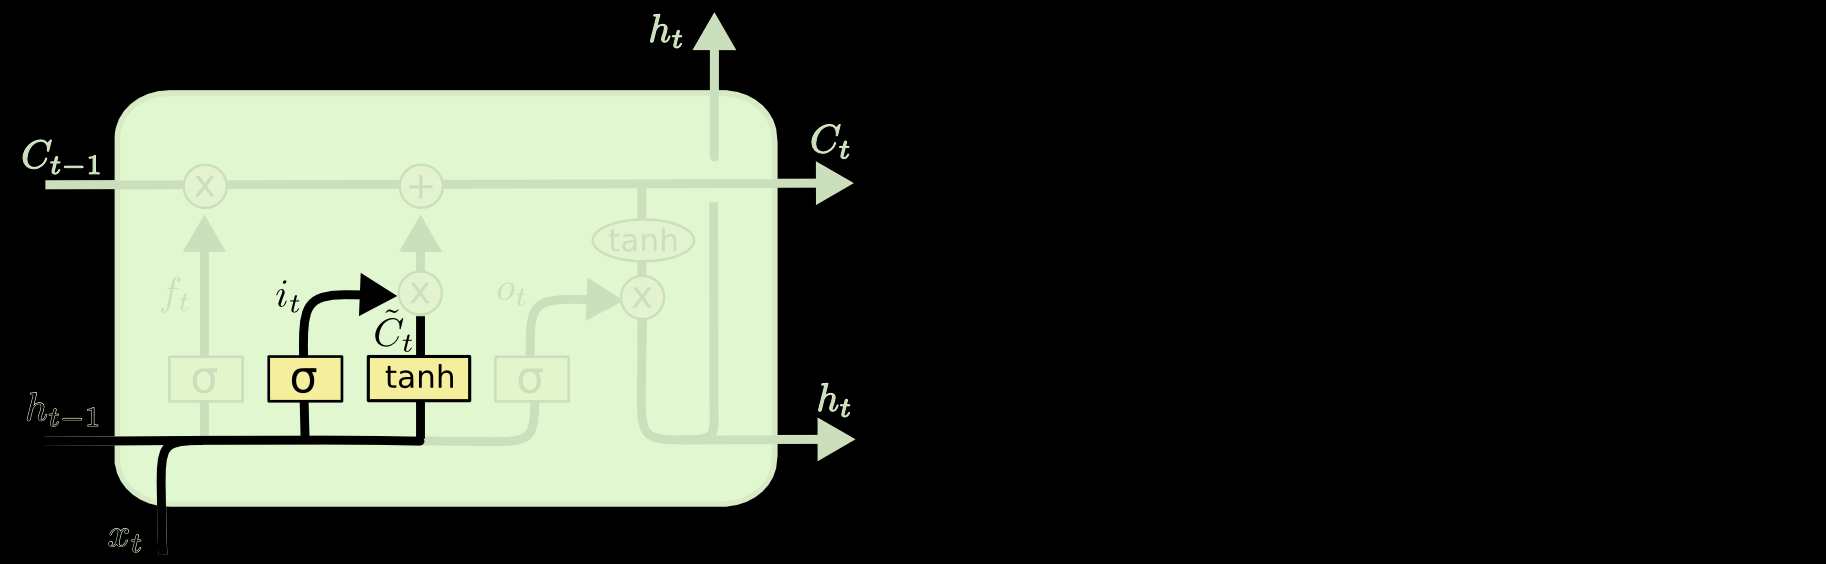 h_t
C_{t-1}
C_t
x
+
tanh
f_t
i_t
x
o_t
x
C̃_t
σ
σ
tanh
σ
h_{t-1}
h_t
x_t